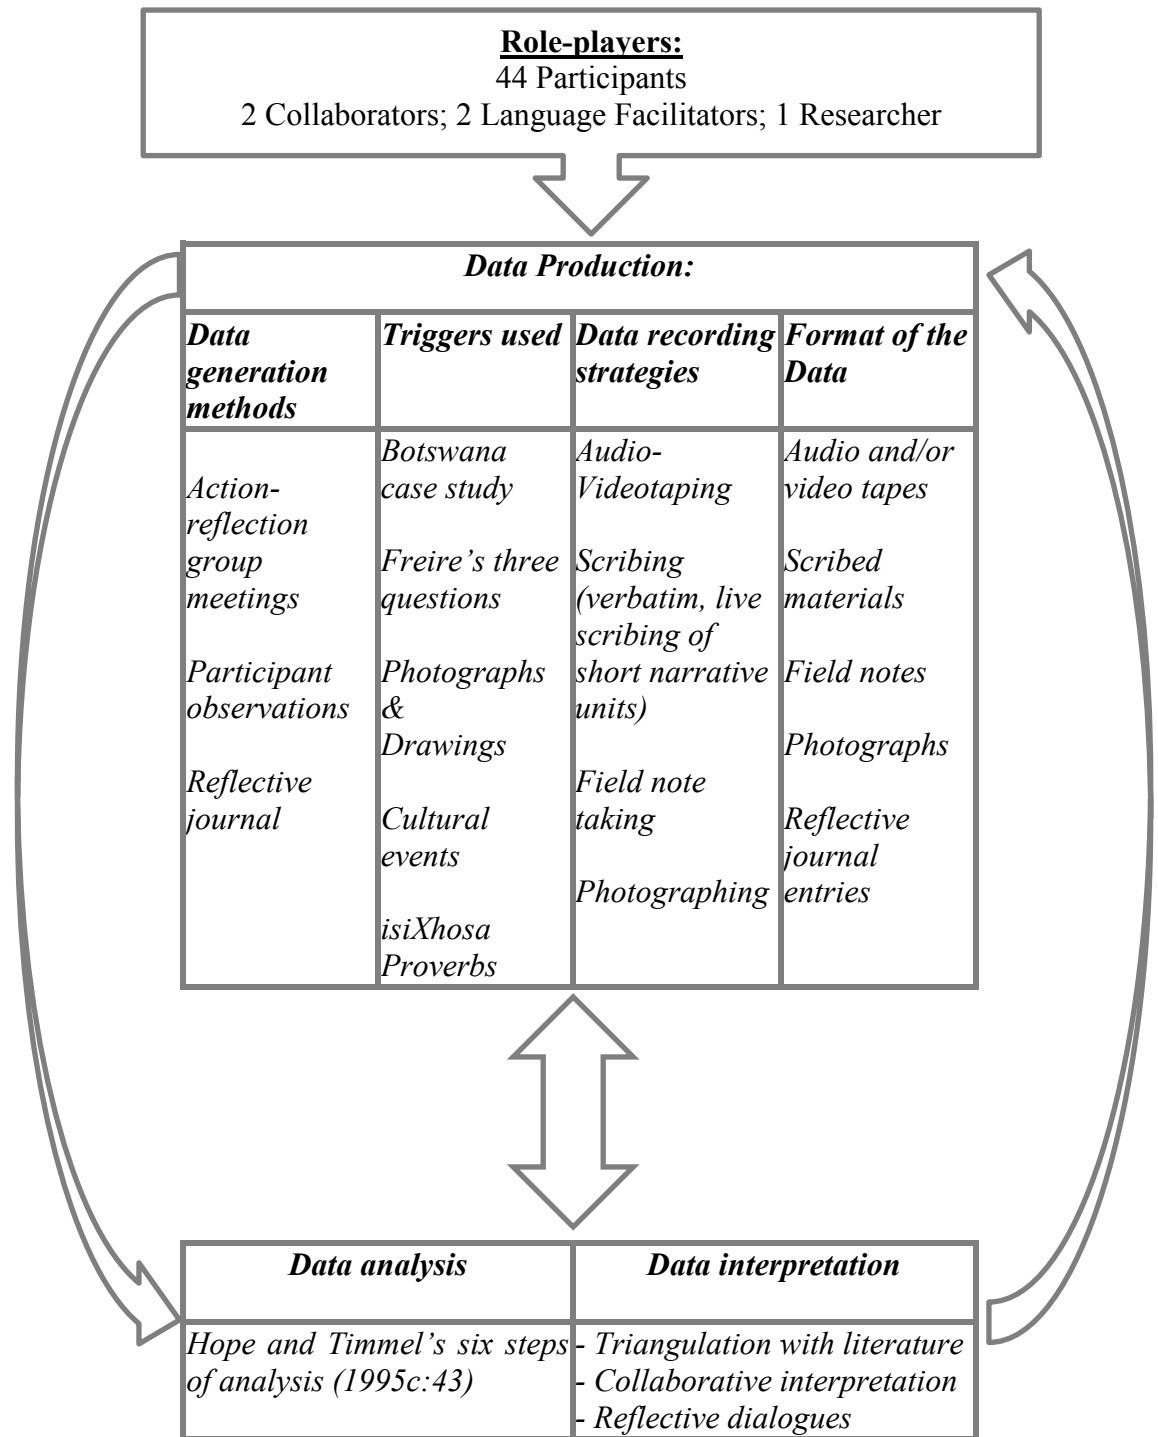 Role-players:
44 Participants
2 Collaborators; 2 Language Facilitators; 1 Researcher
Data Production:
Data
generation
methods
Triggers used
Data recording
strategies
Format of the
Data
Action-
reflection
group
meetings
Participant
observations
Reflective
journal
Botswana
case study
Freire’s three
questions
Photographs
&
Drawings
Cultural
events
isiXhosa
Proverbs
Audio-
Videotaping
Scribing
(verbatim, live
scribing of
short narrative
units)
Field note
taking
Photographing
Audio and/or
video tapes
Scribed
materials
Field notes
Photographs
Reflective
journal
entries
Data analysis
Data interpretation
Hope and Timmel’s six steps
of analysis (1995c:43)
- Triangulation with literature
- Collaborative interpretation
- Reflective dialogues